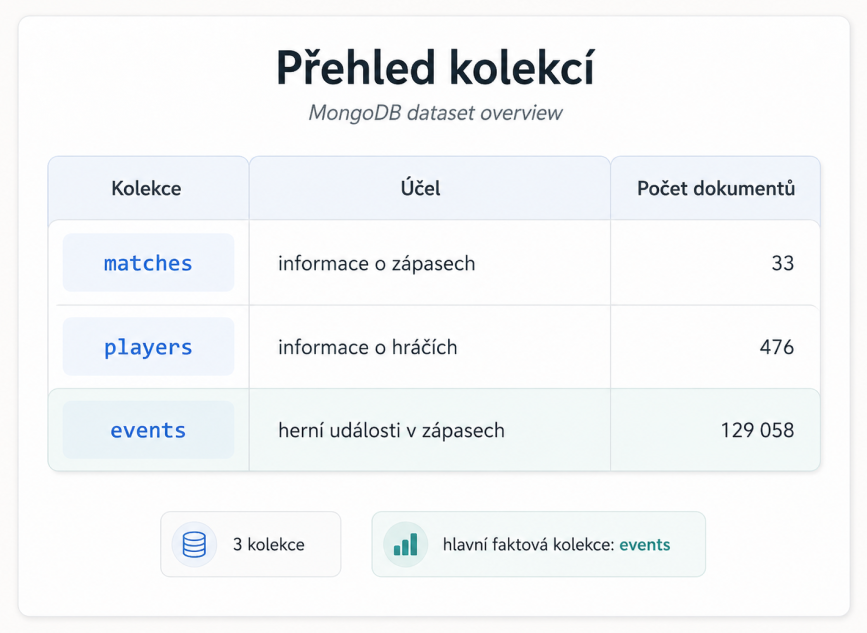 Přehled kolekcí
MongoDB dataset overview
Kolekce Účel Počet dokumentů
matches informace o zápasech 33
players informace o hráčích 476
events herní události v zápasech 129 058
3 kolekce hlavní faktová kolekce: events